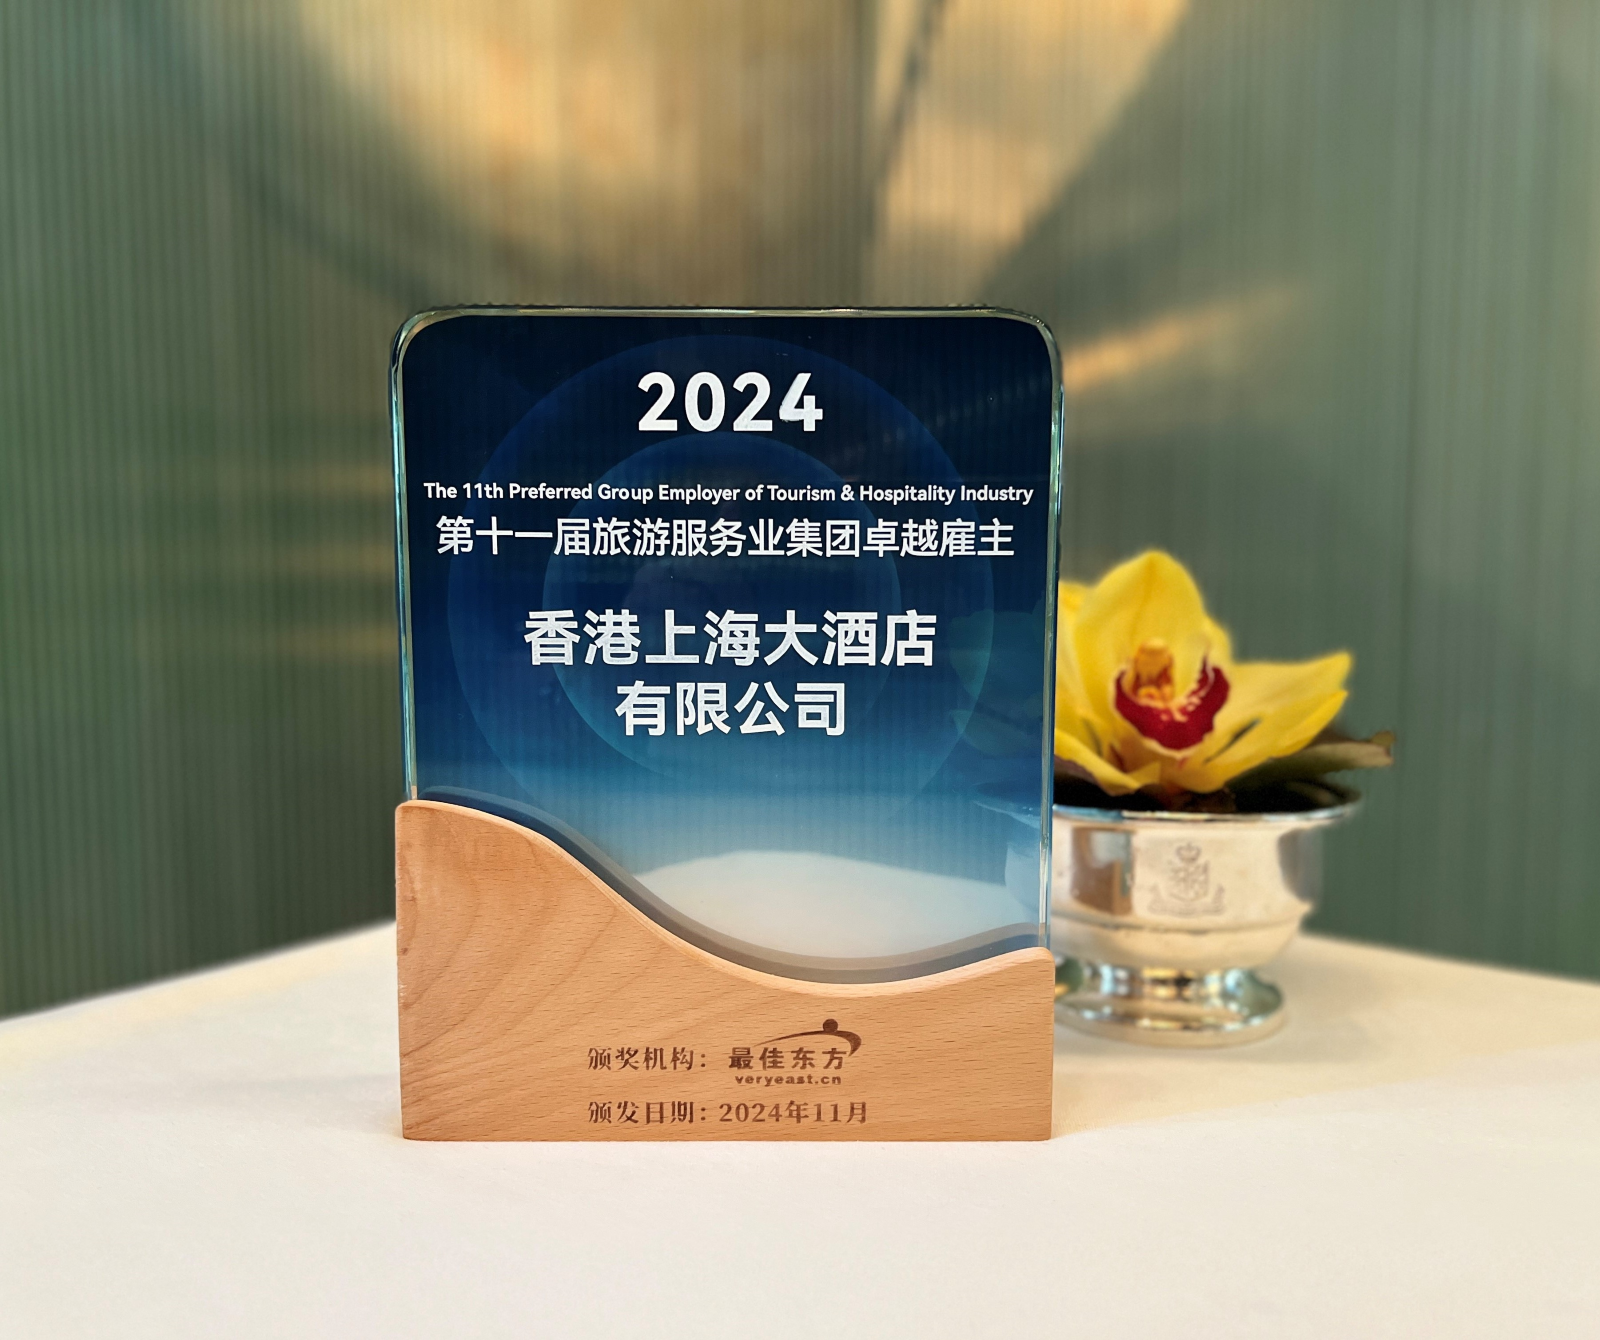 2024
The 11th Preferred Group Employer of Tourism & Hospitality Industry
第十一届旅游服务业集团卓越雇主
香港上海大酒店
有限公司
颁奖机构：最佳东方
veryeast.cn
颁发日期：2024年11月